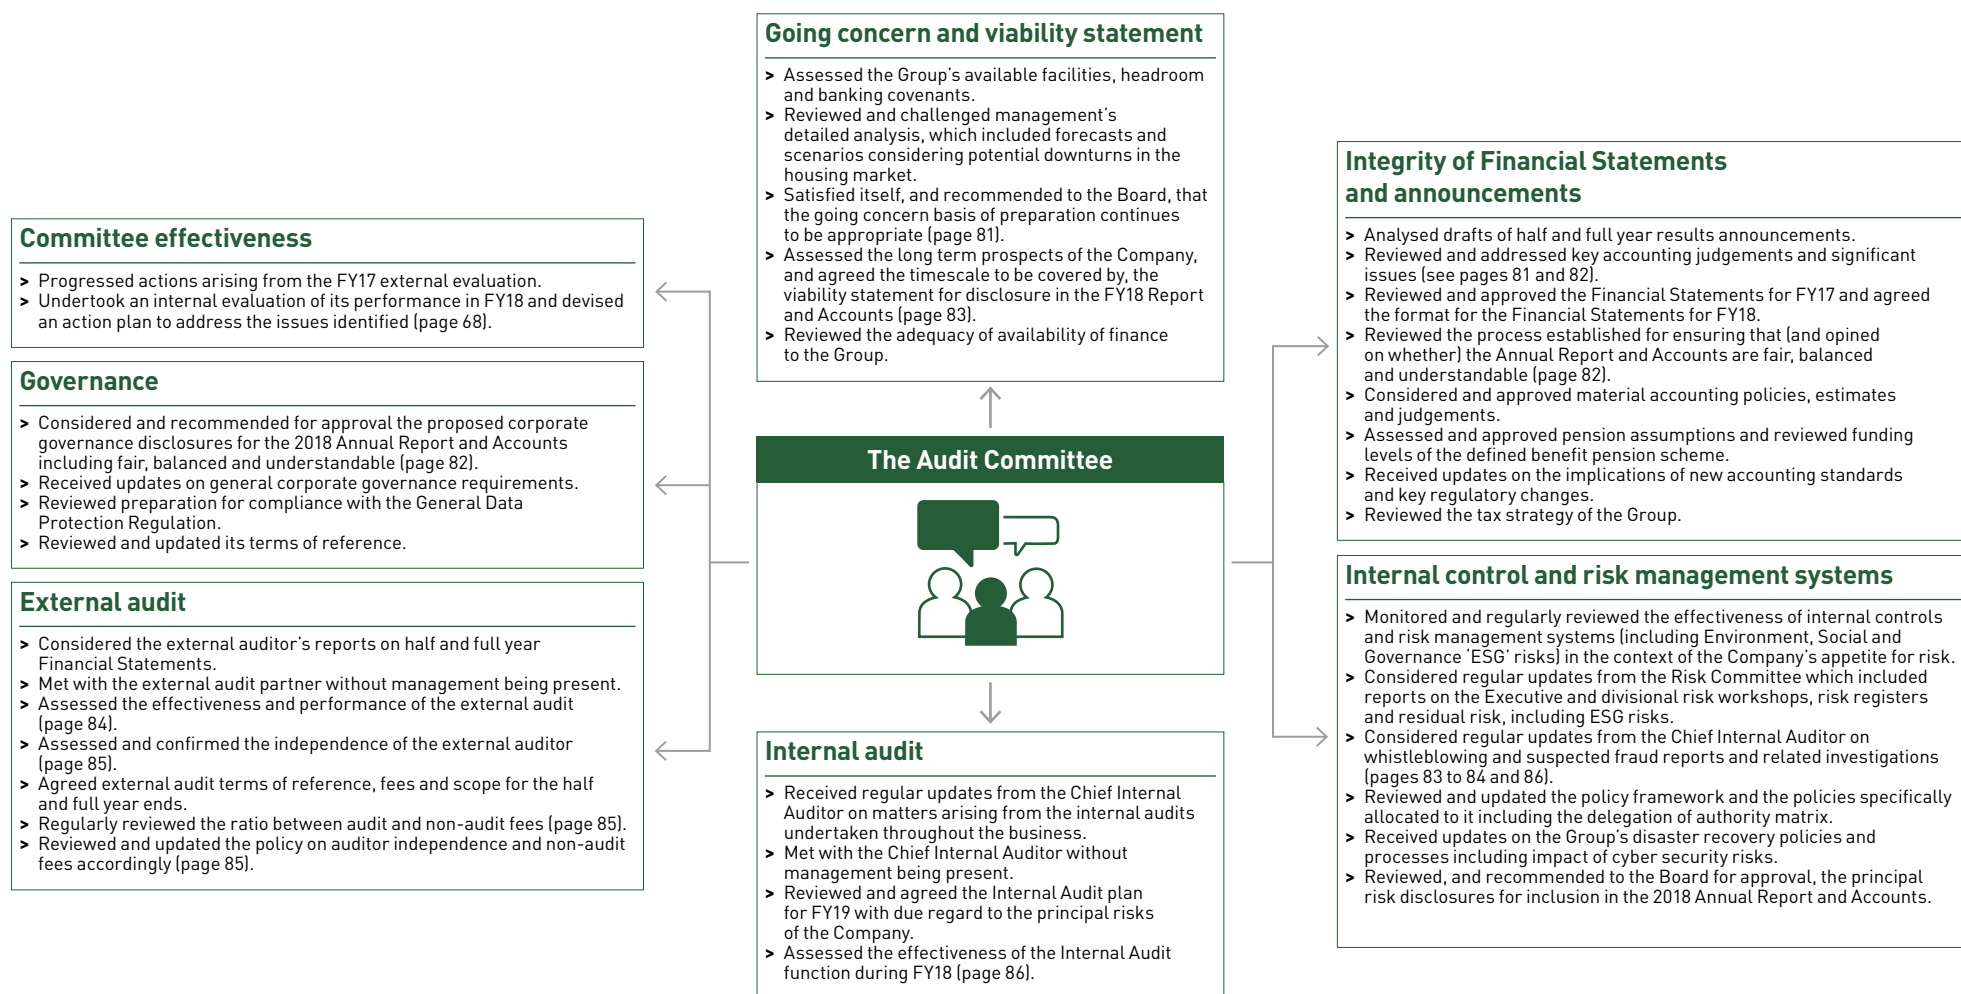 Going concern and viability statement
> Assessed the Group's available facilities, headroom
and banking covenants.
> Reviewed and challenged management's
detailed analysis, which included forecasts and
scenarios considering potential downturns in the
housing market.
> Satisfied itself, and recommended to the Board, that
the going concern basis of preparation continues
to be appropriate (page 81).
> Assessed the long term prospects of the Company,
and agreed the timescale to be covered by, the
viability statement for disclosure in the FY18 Report
and Accounts (page 83).
> Reviewed the adequacy of availability of finance
to the Group.
Committee effectiveness
> Progressed actions arising from the FY17 external evaluation.
> Undertook an internal evaluation of its performance in FY18 and devised
an action plan to address the issues identified (page 68).
Governance
> Considered and recommended for approval the proposed corporate
governance disclosures for the 2018 Annual Report and Accounts
including fair, balanced and understandable (page 82).
> Received updates on general corporate governance requirements.
> Reviewed preparation for compliance with the General Data
Protection Regulation.
> Reviewed and updated its terms of reference.
External audit
> Considered the external auditor's reports on half and full year
Financial Statements.
> Met with the external audit partner without management being present.
> Assessed the effectiveness and performance of the external audit
(page 84).
> Assessed and confirmed the independence of the external auditor
(page 85).
> Agreed external audit terms of reference, fees and scope for the half
and full year ends.
> Regularly reviewed the ratio between audit and non-audit fees (page 85).
> Reviewed and updated the policy on auditor independence and non-audit
fees accordingly (page 85).
The Audit Committee
Internal audit
> Received regular updates from the Chief Internal
Auditor on matters arising from the internal audits
undertaken throughout the business.
> Met with the Chief Internal Auditor without
management being present.
> Reviewed and agreed the Internal Audit plan
for FY19 with due regard to the principal risks
of the Company.
> Assessed the effectiveness of the Internal Audit
function during FY18 (page 86).
Integrity of Financial Statements
and announcements
> Analysed drafts of half and full year results announcements.
> Reviewed and addressed key accounting judgements and significant
issues (see pages 81 and 82).
> Reviewed and approved the Financial Statements for FY17 and agreed
the format for the Financial Statements for FY18.
> Reviewed the process established for ensuring that (and opined
on whether) the Annual Report and Accounts are fair, balanced
and understandable (page 82).
> Considered and approved material accounting policies, estimates
and judgements.
> Assessed and approved pension assumptions and reviewed funding
levels of the defined benefit pension scheme.
> Received updates on the implications of new accounting standards
and key regulatory changes.
> Reviewed the tax strategy of the Group.
Internal control and risk management systems
> Monitored and regularly reviewed the effectiveness of internal controls
and risk management systems (including Environment, Social and
Governance 'ESG' risks) in the context of the Company's appetite for risk.
> Considered regular updates from the Risk Committee which included
reports on the Executive and divisional risk workshops, risk registers
and residual risk, including ESG risks.
> Considered regular updates from the Chief Internal Auditor on
whistleblowing and suspected fraud reports and related investigations
(pages 83 to 84 and 86).
> Reviewed and updated the policy framework and the policies specifically
allocated to it including the delegation of authority matrix.
> Received updates on the Group's disaster recovery policies and
processes including impact of cyber security risks.
> Reviewed, and recommended to the Board for approval, the principal
risk disclosures for inclusion in the 2018 Annual Report and Accounts.